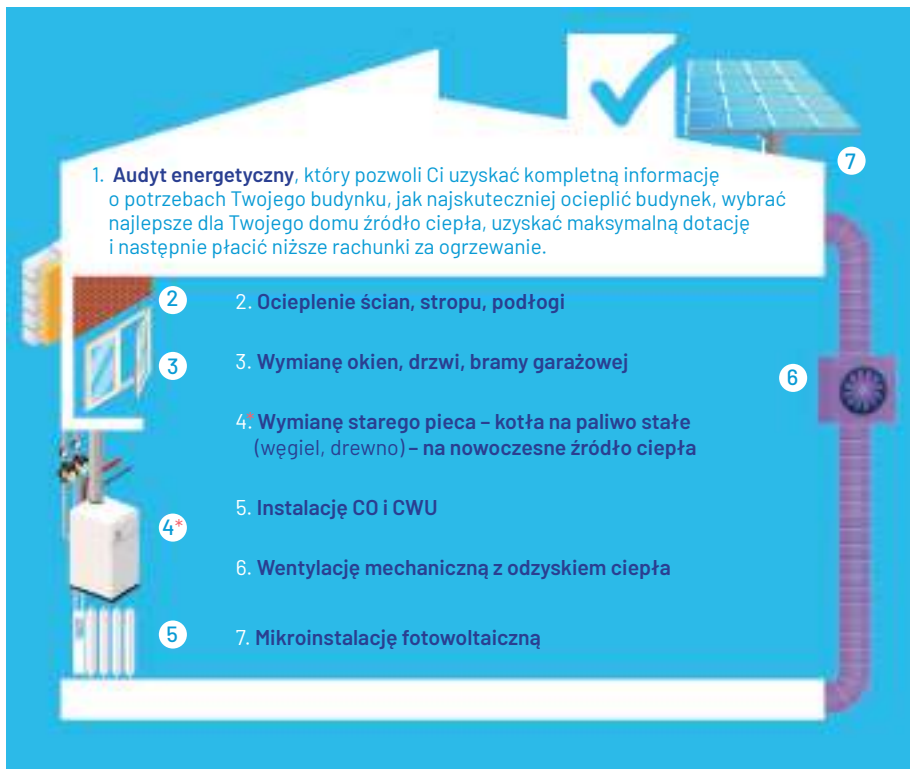 1. Audyt energetyczny, który pozwoli Ci uzyskać kompletną informację
o potrzebach Twojego budynku, jak najskuteczniej ocieplić budynek, wybrać
najlepsze dla Twojego domu źródło ciepła, uzyskać maksymalną dotację
i następnie płacić niższe rachunki za ogrzewanie.
7
2
2. Ocieplenie ścian, stropu, podłogi
3
3. Wymianę okien, drzwi, bramy garażowej
6
4.* Wymianę starego pieca – kotła na paliwo stałe
(węgiel, drewno) – na nowoczesne źródło ciepła
4*
5. Instalację CO i CWU
6. Wentylację mechaniczną z odzyskiem ciepła
5
7. Mikroinstalację fotowoltaiczną